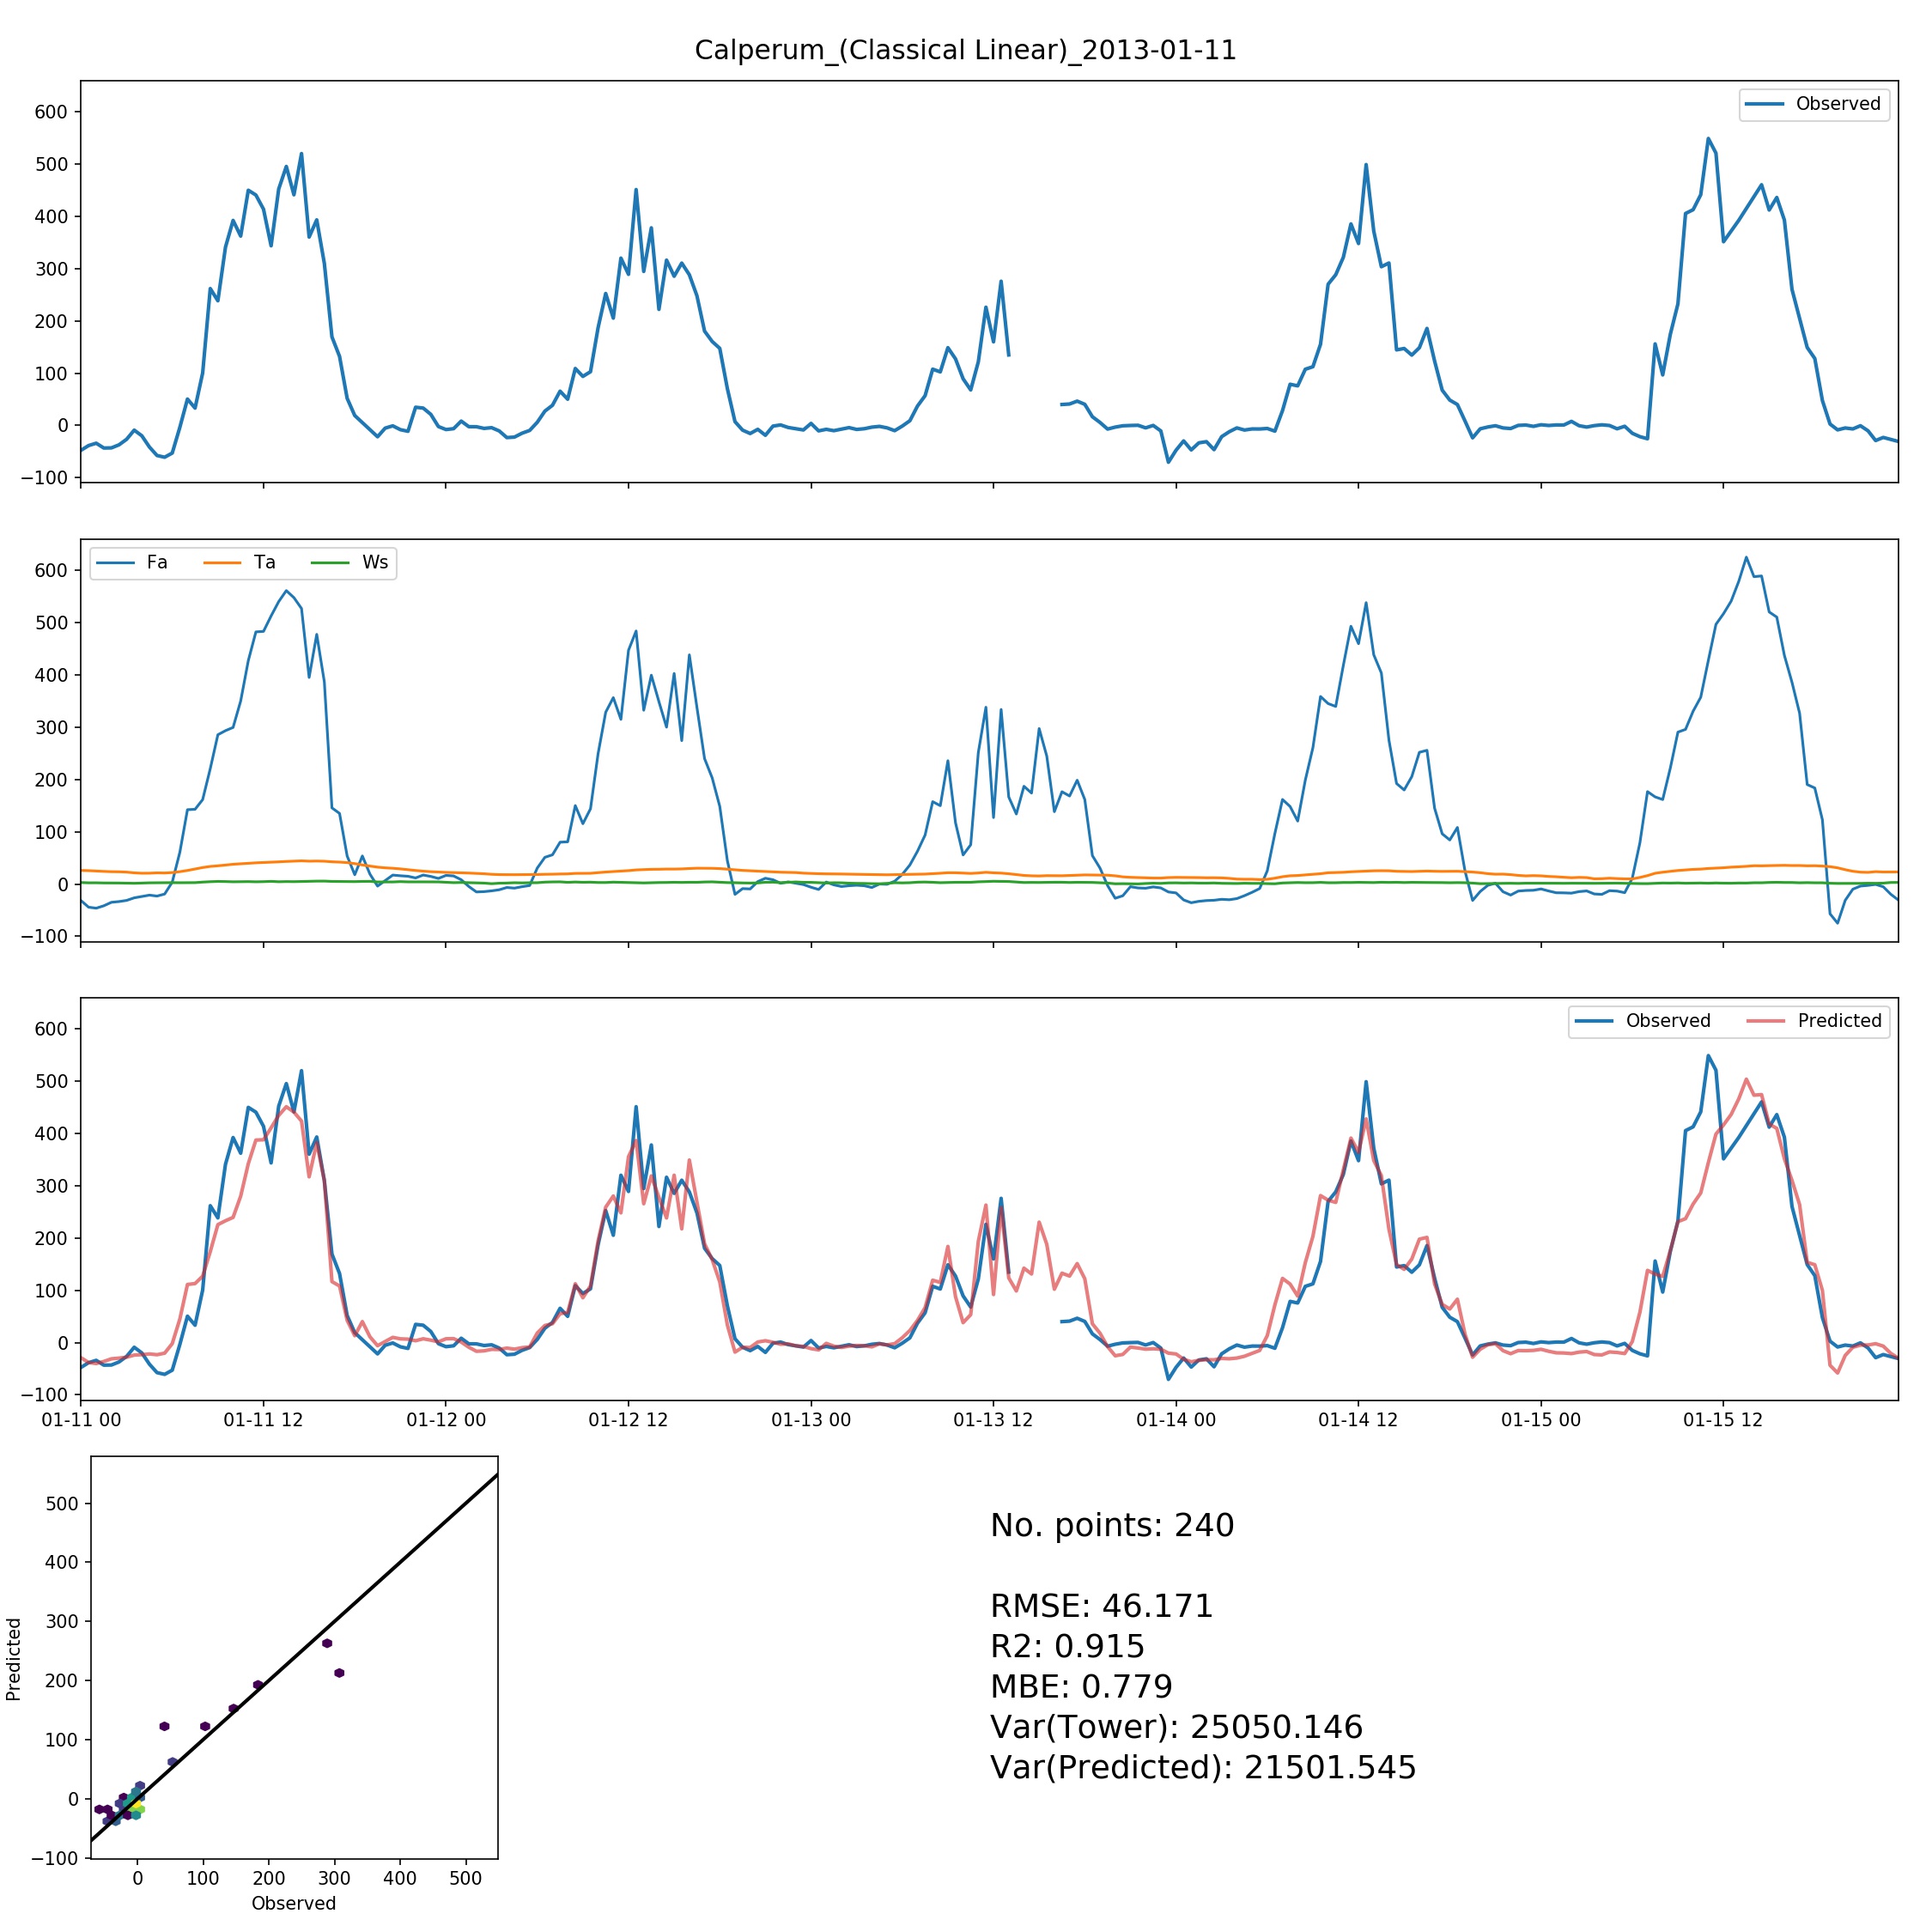 Calperum_(Classical Linear)_2013-01-11
600
500
400
300
200
100
0
−100
Observed
600
500
400
300
200
100
0
−100
Fa Ta Ws
600
500
400
300
200
100
0
−100
Observed Predicted
01-11 00 01-11 12 01-12 00 01-12 12 01-13 00 01-13 12 01-14 00 01-14 12 01-15 00 01-15 12
Predicted
500
400
300
200
100
0
−100
0 100 200 300 400 500
Observed
No. points: 240
RMSE: 46.171
R2: 0.915
MBE: 0.779
Var(Tower): 25050.146
Var(Predicted): 21501.545